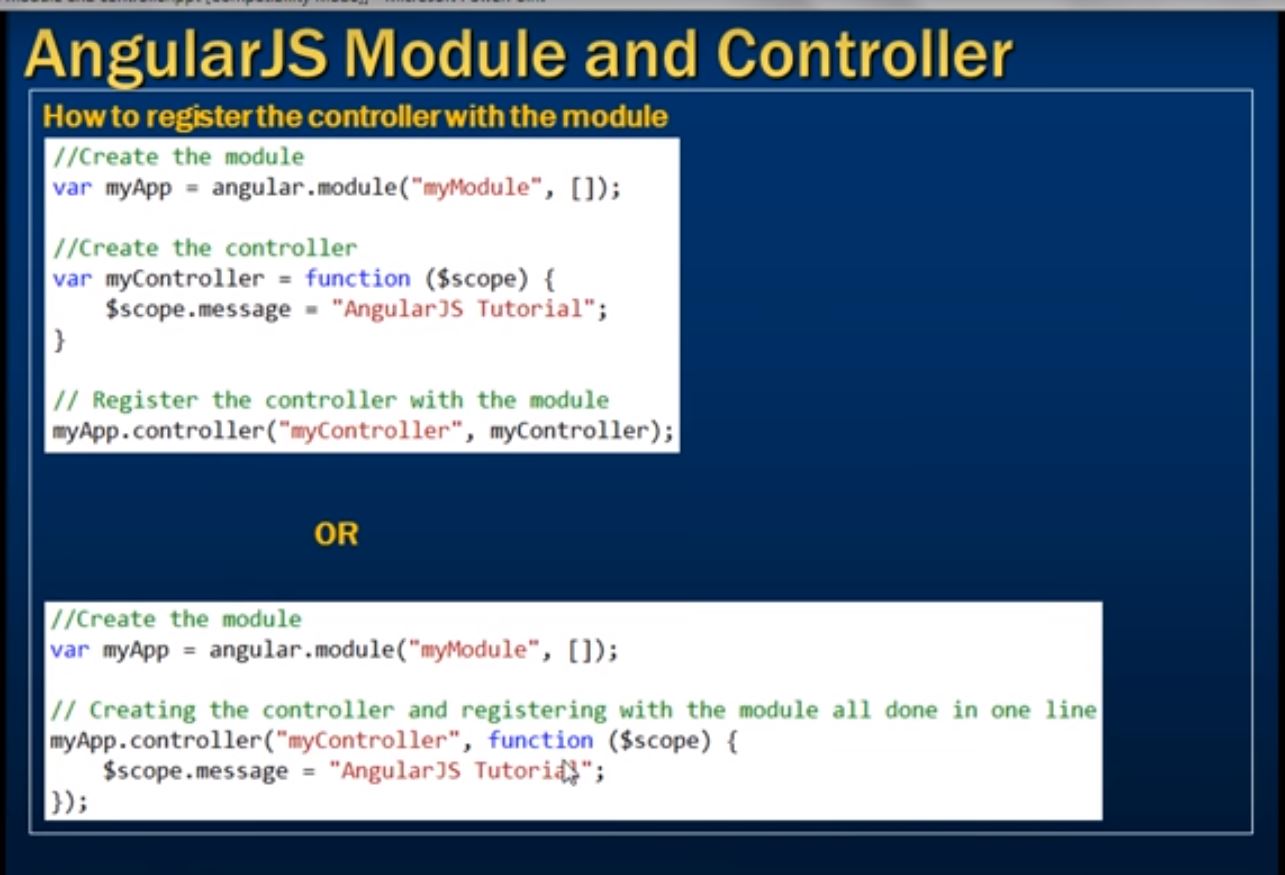 AngularJS Module and Controller
How to register the controller with the module
//Create the module
var myApp = angular.module("myModule", []);
//Create the controller
var myController = function ($scope) {
$scope.message = "AngularJS Tutorial";
}
// Register the controller with the module
myApp.controller("myController", myController);
OR
//Create the module
var myApp = angular.module("myModule", []);
// Creating the controller and registering with the module all done in one line
myApp.controller("myController", function ($scope) {
$scope.message = "AngularJS Tutorial";
});